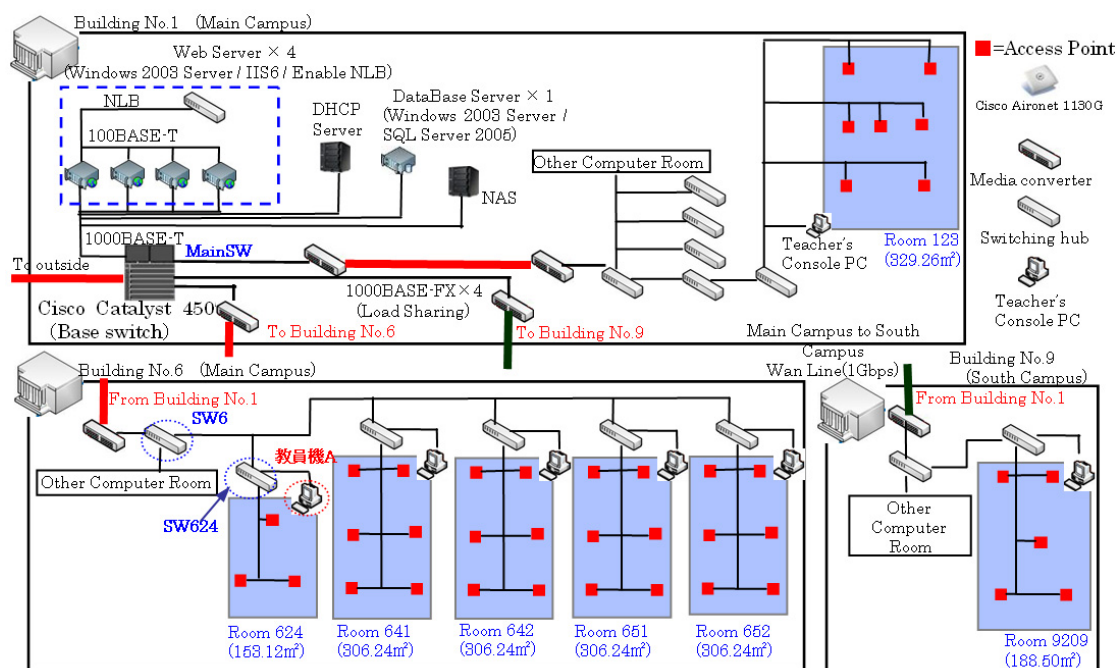 Building No.1 (Main Campus)
Web Server × 4
(Windows 2003 Server / IIS6 / Enable NLB)
NLB
100BASE-T
DHCP
Server
DataBase Server × 1
(Windows 2003 Server /
SQL Server 2005)
NAS
Other Computer Room
1000BASE-T
MainSW
To outside
Cisco Catalyst 450
(Base switch)
1000BASE-FX×4
(Load Sharing)
To Building No.6
To Building No.9
Teacher's
Console PC
Room 123
(329.26㎡)
=Access Point
Cisco Aironet 1130G
Media converter
Switching hub
Teacher's
Console PC
Main Campus to South
Campus
Wan Line(1Gbps)
Building No.6 (Main Campus)
From Building No.1
SW6
Other Computer Room
教員機A
SW624
Room 624
(153.12㎡)
Room 641
(306.24㎡)
Room 642
(306.24㎡)
Room 651
(306.24㎡)
Room 652
(306.24㎡)
Building No.9
(South Campus)
From Building No.1
Other
Computer
Room
Room 9209
(188.50㎡)